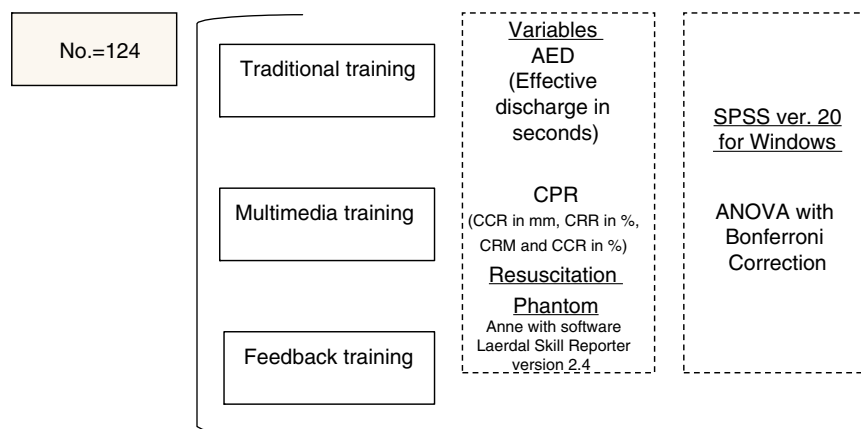 No.=124
Traditional training
Multimedia training
Feedback training
Variables
AED
(Effective
discharge in
seconds)
CPR
(CCR in mm, CRR in %,
CRM and CCR in %)
Resuscitation
Phantom
Anne with software
Laerdal Skill Reporter
version 2.4
SPSS ver. 20
for Windows
ANOVA with
Bonferroni
Correction